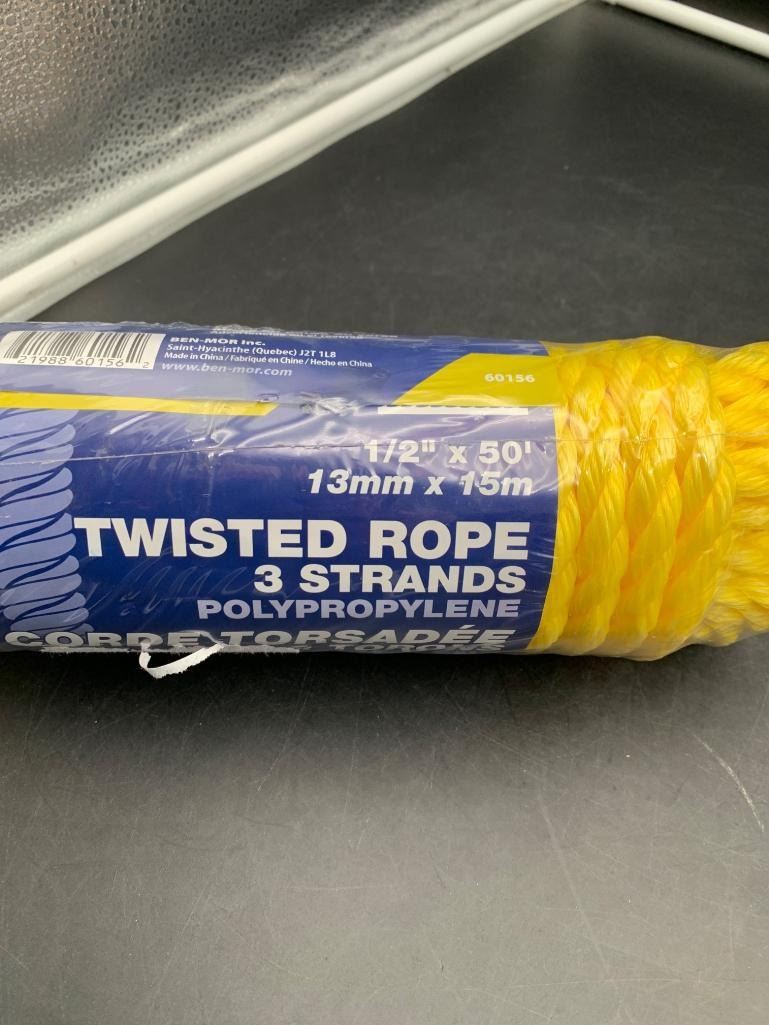 BEN-MOR Inc.
Saint-Hyacinthe (Quebec) J2T 1L8
Made in China / Fabriqué en Chine / Hecho en China
www.ben-mor.com
21988 60156 2
60156
1/2" x 50'
13mm x 15m
TWISTED ROPE
3 STRANDS
POLYPROPYLENE
CORDE TORSADÉE
TORONS